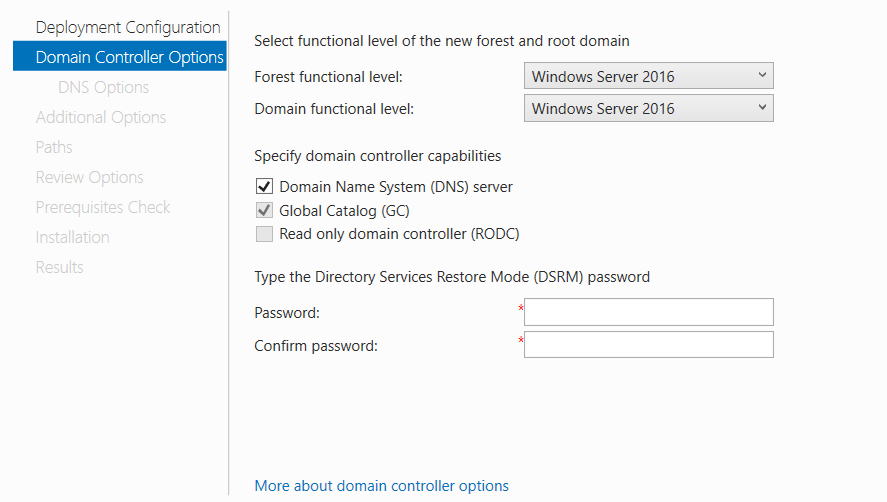 Deployment Configuration
Domain Controller Options
DNS Options
Additional Options
Paths
Review Options
Prerequisites Check
Installation
Results
Select functional level of the new forest and root domain
Forest functional level: Windows Server 2016
Domain functional level: Windows Server 2016
Specify domain controller capabilities
Domain Name System (DNS) server
Global Catalog (GC)
Read only domain controller (RODC)
Type the Directory Services Restore Mode (DSRM) password
Password: *
Confirm password: *
More about domain controller options